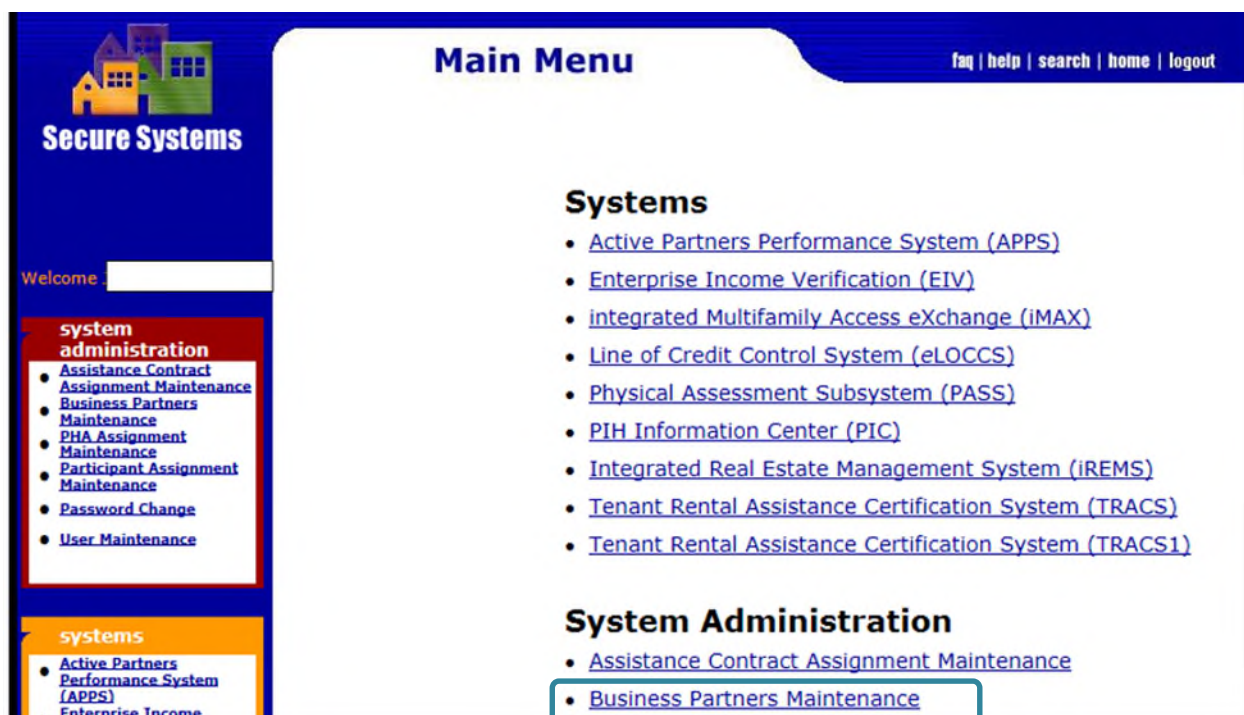 Secure Systems
Main Menu
faq | help | search | home | logout
Welcome
system
administration
Assistance Contract
Assignment Maintenance
Business Partners
Maintenance
PHA Assignment
Maintenance
Participant Assignment
Maintenance
Password Change
User Maintenance
systems
Active Partners
Performance System
(APPS)
Enterprise Income
Systems
• Active Partners Performance System (APPS)
• Enterprise Income Verification (EIV)
• integrated Multifamily Access eXchange (iMAX)
• Line of Credit Control System (eLOCCS)
• Physical Assessment Subsystem (PASS)
• PIH Information Center (PIC)
• Integrated Real Estate Management System (iREMS)
• Tenant Rental Assistance Certification System (TRACS)
• Tenant Rental Assistance Certification System (TRACS1)
System Administration
• Assistance Contract Assignment Maintenance
• Business Partners Maintenance